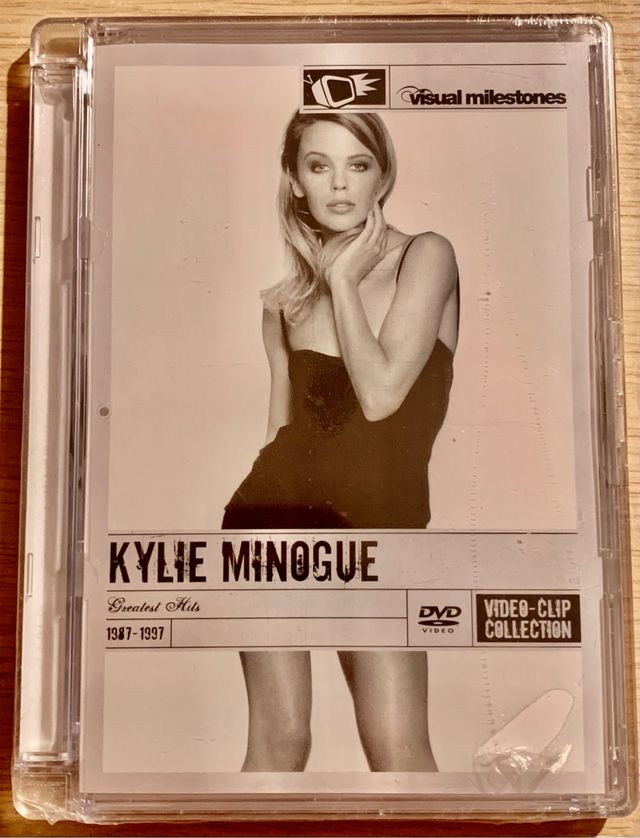 visual milestones
KYLIE MINOGUE
Greatest Hits
1987-1997
DVD
VIDEO
VIDEO-CLIP
COLLECTION